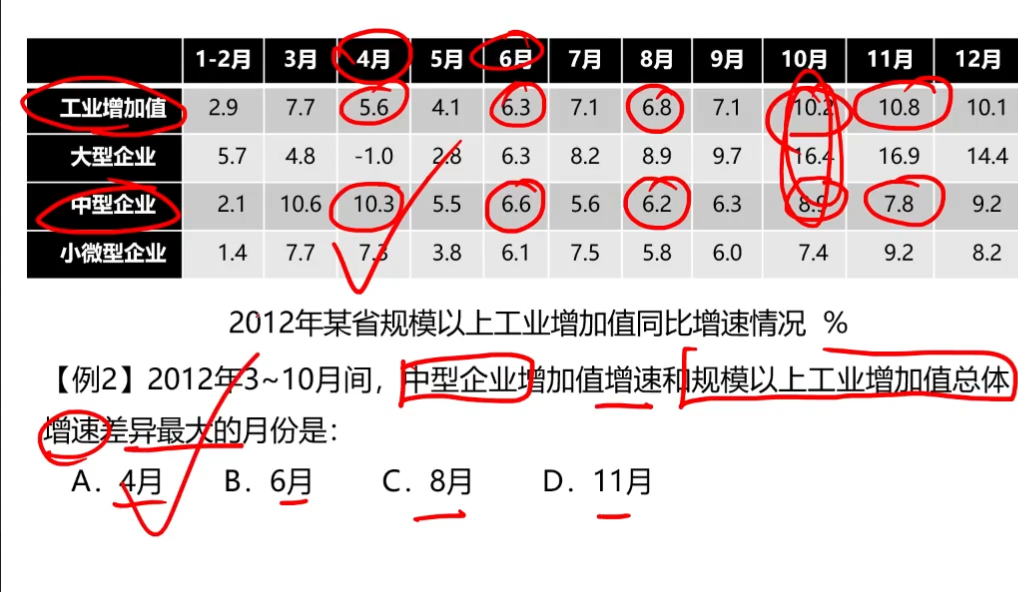 1-2月 3月 4月 5月 6月 7月 8月 9月 10月 11月 12月
工业增加值 2.9 7.7 5.6 4.1 6.3 7.1 6.8 7.1 10.2 10.8 10.1
大型企业 5.7 4.8 -1.0 2.8 6.3 8.2 8.9 9.7 16.4 16.9 14.4
中型企业 2.1 10.6 10.3 5.5 6.6 5.6 6.2 6.3 8.9 7.8 9.2
小微型企业 1.4 7.7 7.3 3.8 6.1 7.5 5.8 6.0 7.4 9.2 8.2
2012年某省规模以上工业增加值同比增速情况 %
【例2】2012年3~10月间，中型企业增加值增速和规模以上工业增加值总体
增速差异最大的月份是：
A．4月 B．6月 C．8月 D．11月